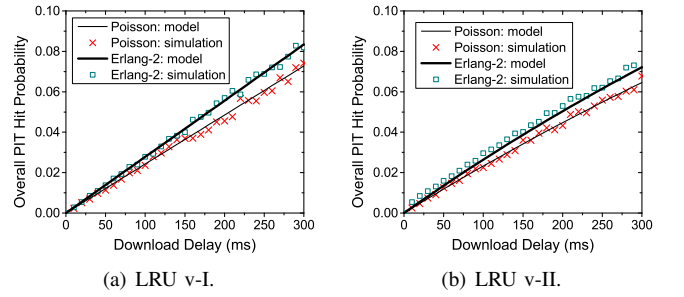 Overall PIT Hit Probability
0.10
0.08
0.06
0.04
0.02
0.00
Poisson: model
Poisson: simulation
Erlang-2: model
Erlang-2: simulation
0
50
100
150
200
250
300
Download Delay (ms)
(a) LRU v-I.
Overall PIT Hit Probability
0.10
0.08
0.06
0.04
0.02
0.00
Poisson: model
Poisson: simulation
Erlang-2: model
Erlang-2: simulation
0
50
100
150
200
250
300
Download Delay (ms)
(b) LRU v-II.